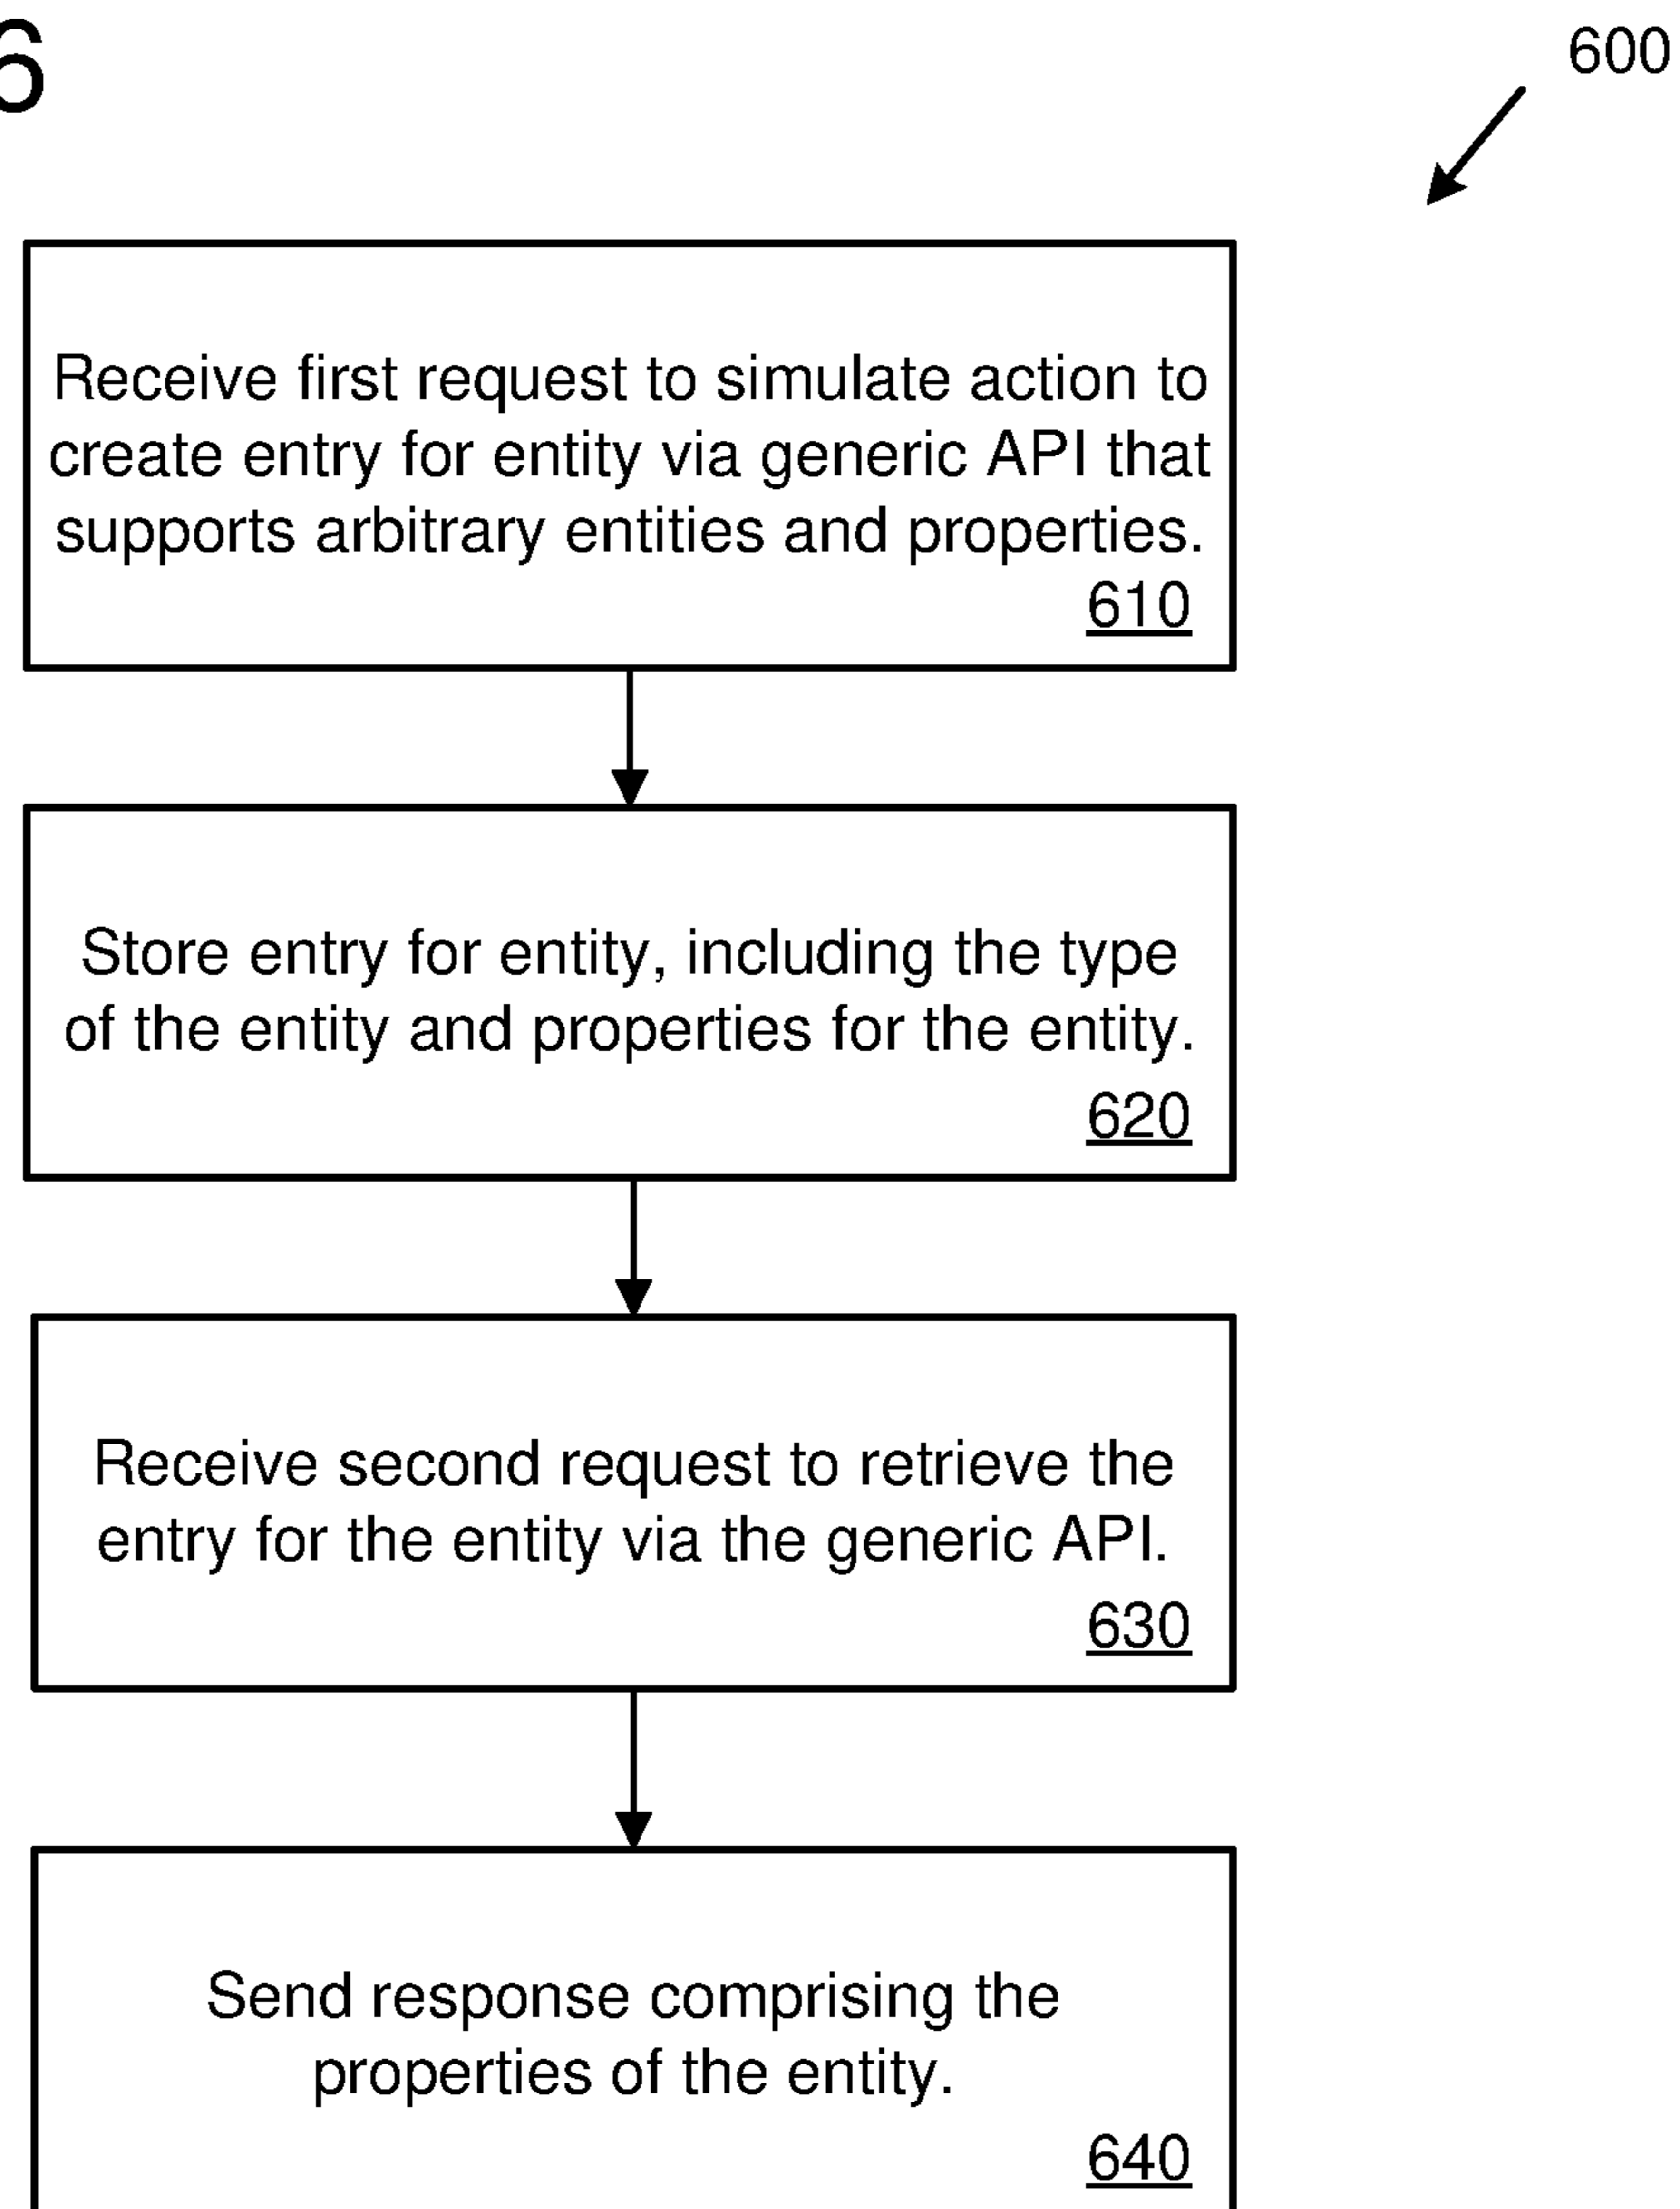 6
600
Receive first request to simulate action to
create entry for entity via generic API that
supports arbitrary entities and properties.
610
Store entry for entity, including the type
of the entity and properties for the entity.
620
Receive second request to retrieve the
entry for the entity via the generic API.
630
Send response comprising the
properties of the entity.
640